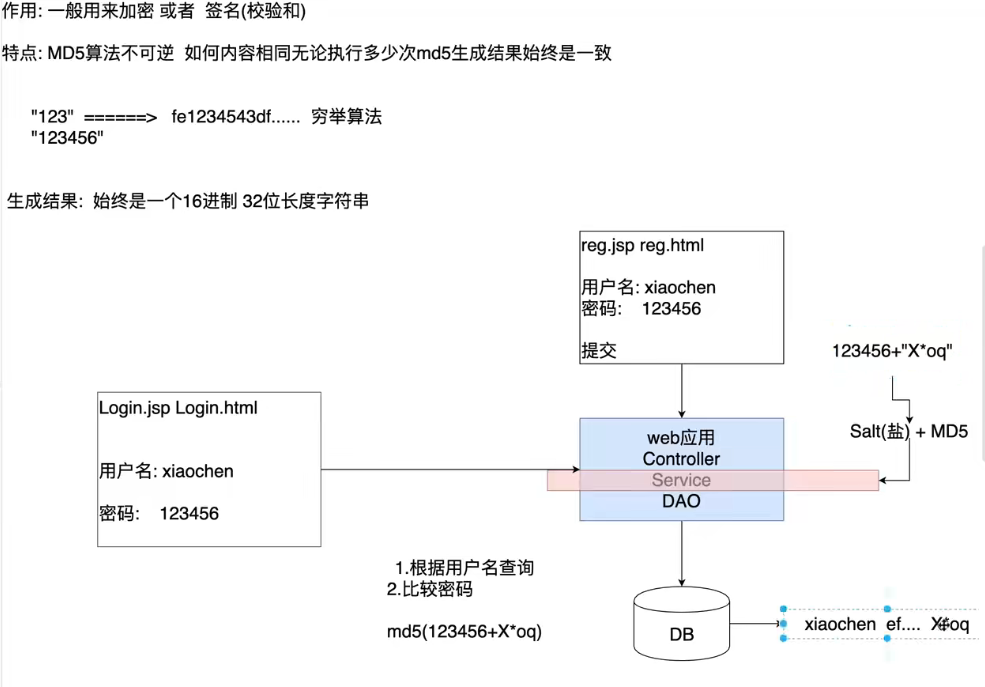 作用: 一般用来加密 或者 签名(校验和)
特点: MD5算法不可逆 如何内容相同无论执行多少次md5生成结果始终是一致
"123" ======> fe1234543df...... 穷举算法
"123456"
生成结果: 始终是一个16进制 32位长度字符串
reg.jsp reg.html
用户名: xiaochen
密码: 123456
提交
123456+"X*oq"
Salt(盐) + MD5
Login.jsp Login.html
用户名: xiaochen
密码: 123456
web应用
Controller
Service
DAO
1.根据用户名查询
2.比较密码
md5(123456+X*oq)
DB
xiaochen ef.... X*oq